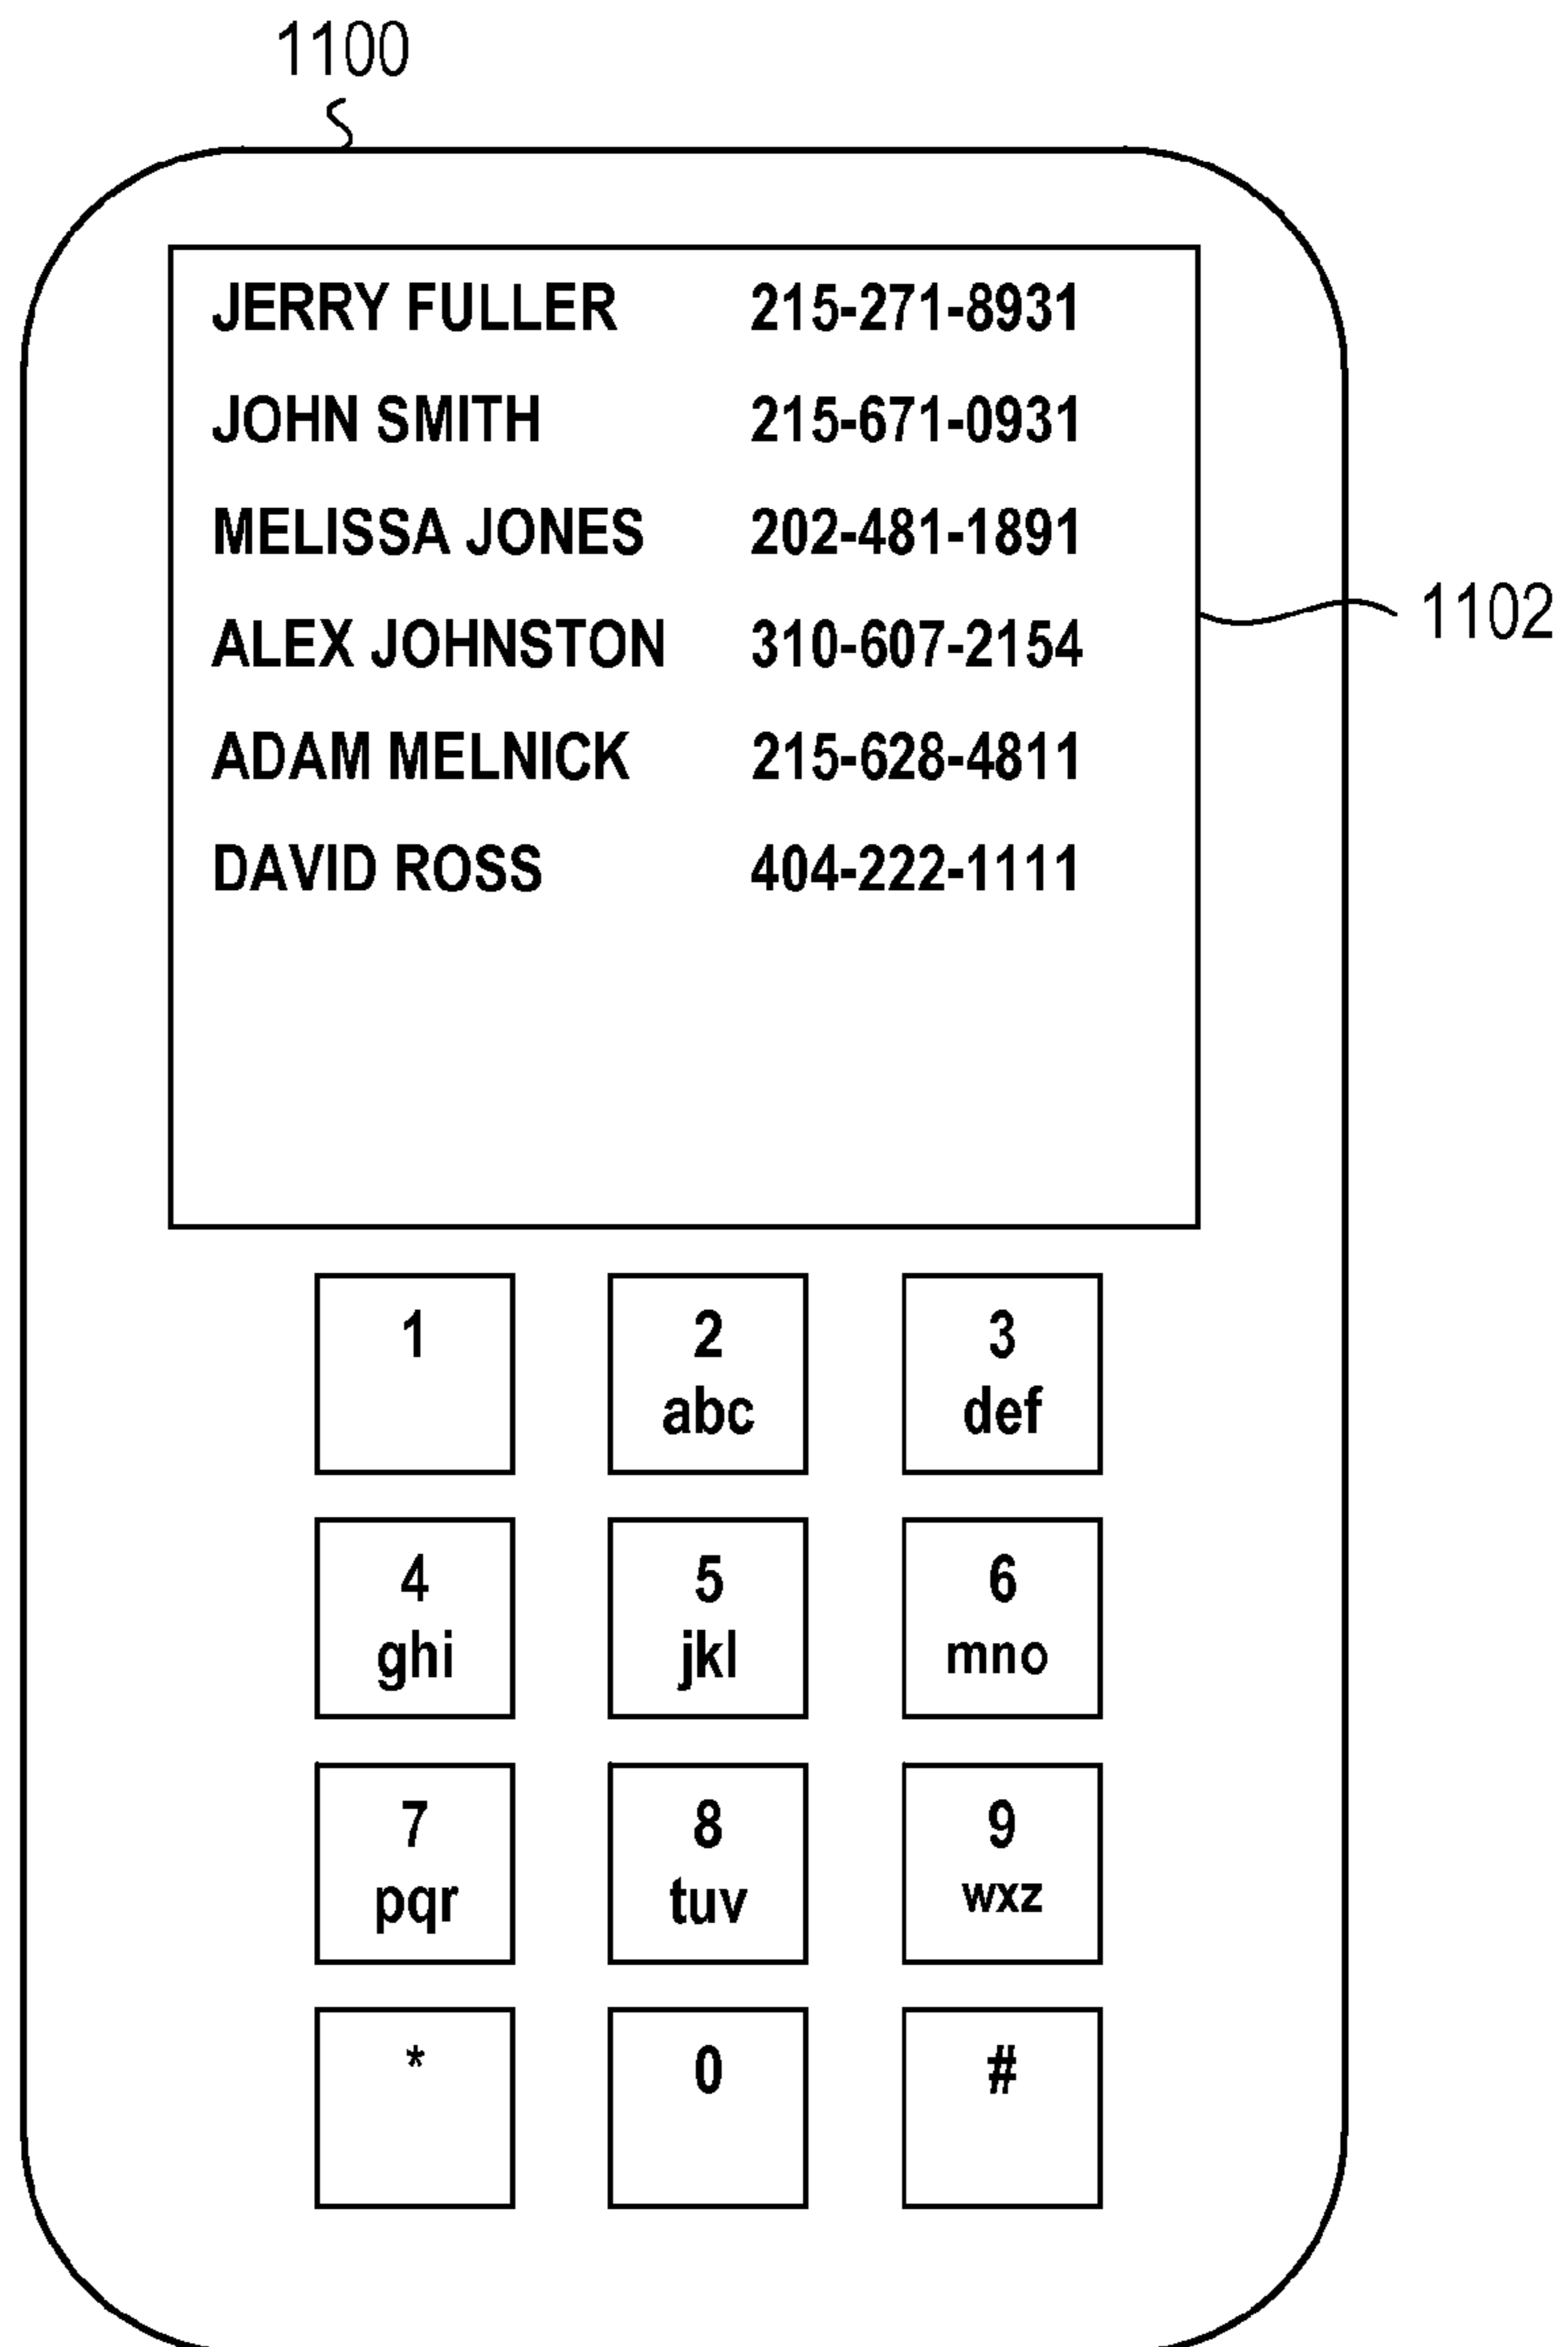 1100
JERRY FULLER 215-271-8931
JOHN SMITH 215-671-0931
MELISSA JONES 202-481-1891
ALEX JOHNSTON 310-607-2154
1102
ADAM MELNICK 215-628-4811
DAVID ROSS 404-222-1111
1 2 3
abc def
4 5 6
ghi jkl mno
7 8 9
pqr tuv wxz
* 0 #